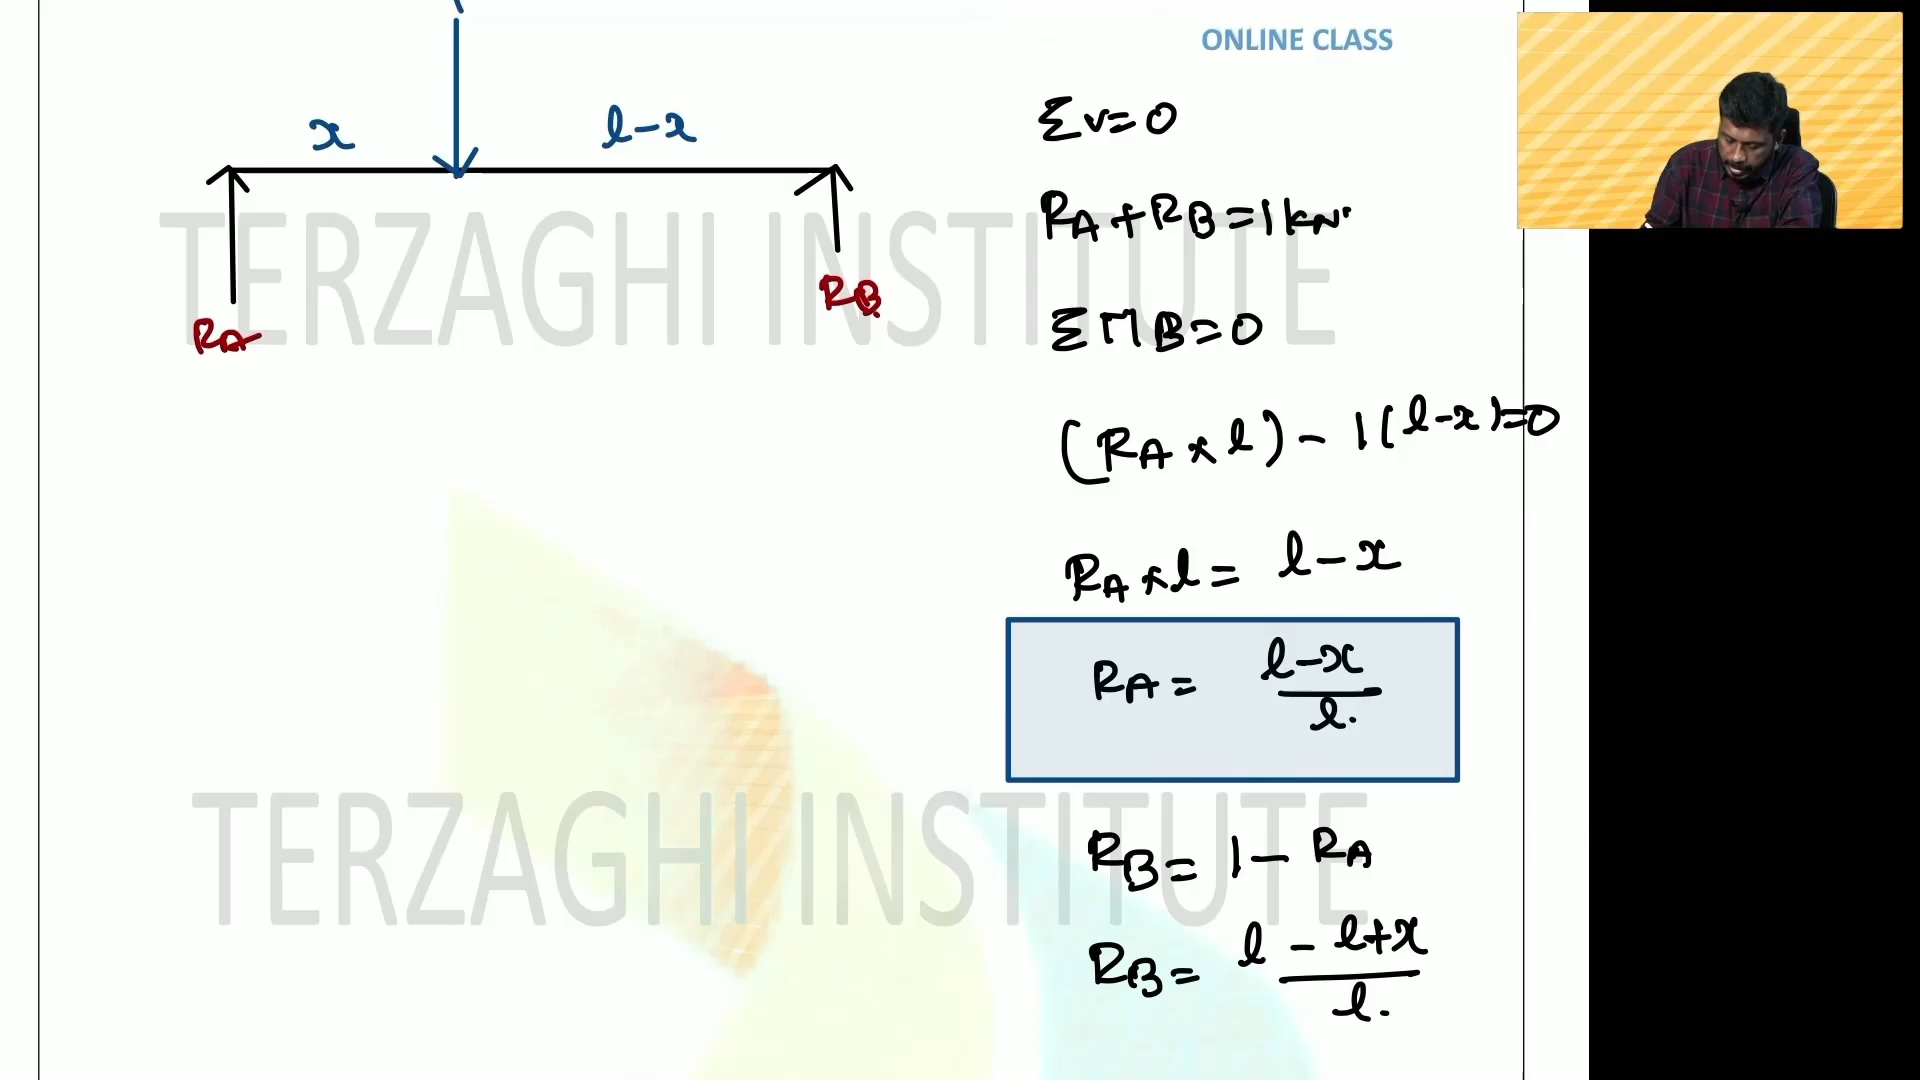 ONLINE CLASS
x
l-x
RA
RB
Σv=0
RA+RB=1kN
ΣMB=0
(RA×l)-1(l-x)=0
RA×l=l-x
RA=
l-x
l.
RB=1-RA
RB=
l-l+x
l.
TERZAGHI INSTITUTE
TERZAGHI INSTITUTE